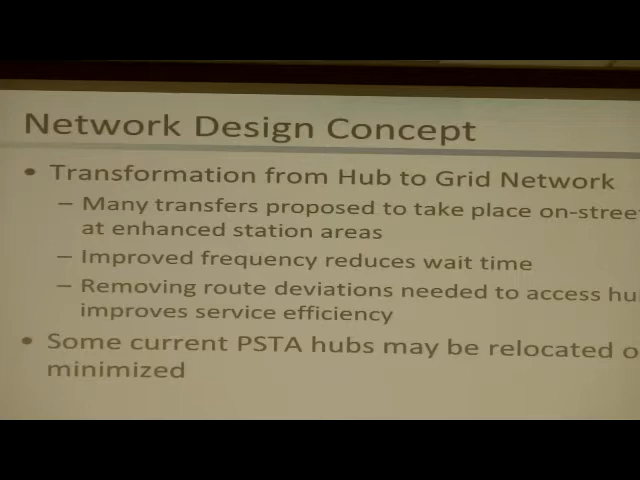 Network Design Concept
• Transformation from Hub to Grid Network
– Many transfers proposed to take place on-stree
at enhanced station areas
– Improved frequency reduces wait time
– Removing route deviations needed to access hu
improves service efficiency
• Some current PSTA hubs may be relocated o
minimized